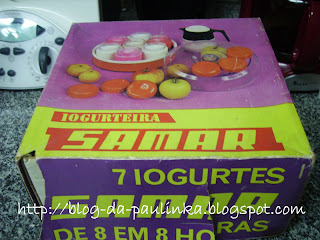 IOGURTEIRA
SAMAR
7 IOGURTES
http://blog-da-paulinka.blogspot.com
DE 8 EM 8 HORAS